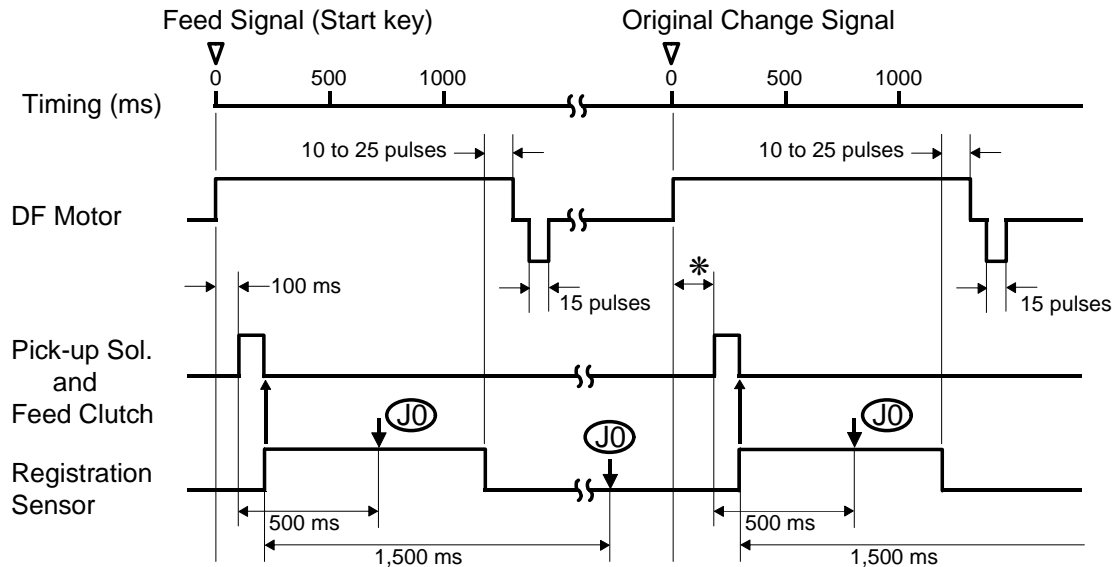 Feed Signal (Start key) Original Change Signal
0 500 1000 0 500 1000
Timing (ms)
10 to 25 pulses 10 to 25 pulses
DF Motor
*
100 ms
15 pulses 15 pulses
Pick-up Sol.
and
Feed Clutch
J0 J0
J0
Registration
Sensor
500 ms 500 ms
1,500 ms 1,500 ms